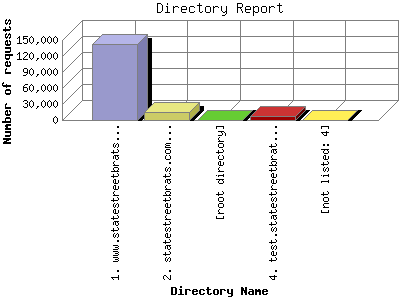 Directory Report
Number of requests
150,000
120,000
90,000
60,000
30,000
0
1. www.statestreetbrats...
2. statestreetbrats.com...
[root directory]
4. test.statestreetbrat...
[not listed: 4]
Directory Name